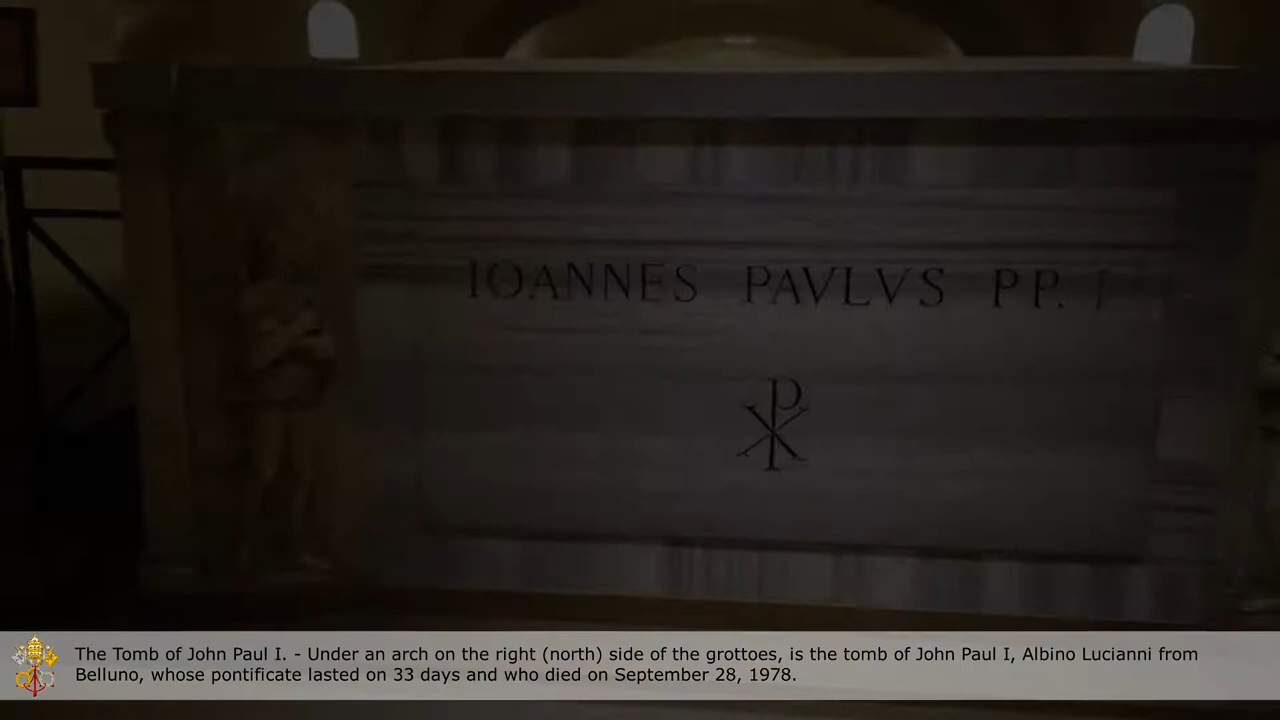 IOANNES PAVLVS PP. I
The Tomb of John Paul I. - Under an arch on the right (north) side of the grottoes, is the tomb of John Paul I, Albino Lucianni from
Belluno, whose pontificate lasted on 33 days and who died on September 28, 1978.